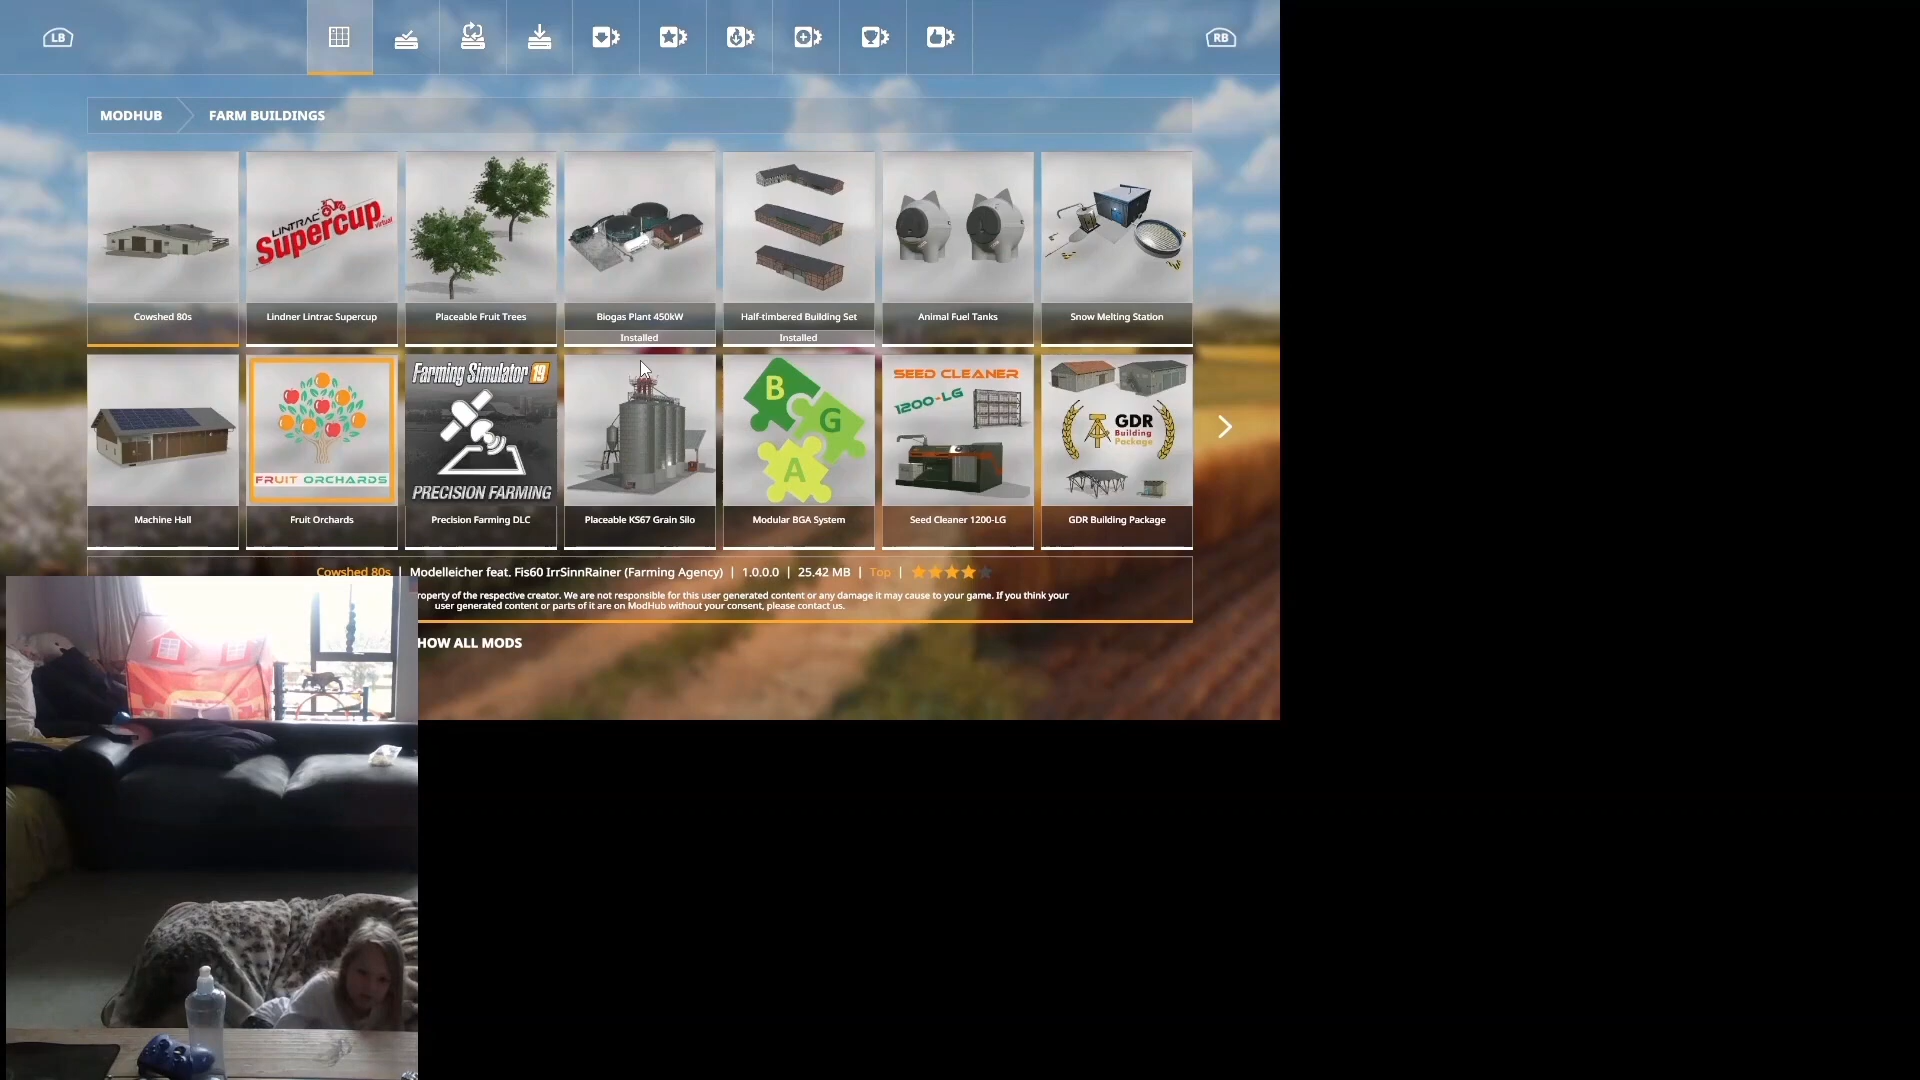 LB
RB
MODHUB
FARM BUILDINGS
LINTRAC
Supercup
virtual
Cowshed 80s
Lindner Lintrac Supercup
Placeable Fruit Trees
Biogas Plant 450kW
Half-timbered Building Set
Animal Fuel Tanks
Snow Melting Station
Installed
Installed
FRUIT ORCHARDS
Farming Simulator 19
PRECISION FARMING
B
G
A
SEED CLEANER
1200-LG
GDR
Building
Package
Machine Hall
Fruit Orchards
Precision Farming DLC
Placeable KS67 Grain Silo
Modular BGA System
Seed Cleaner 1200-LG
GDR Building Package
Cowshed 80s | Modelleicher feat. Fis60 IrrSinnRainer (Farming Agency) | 1.0.0.0 | 25.42 MB | Top |
roperty of the respective creator. We are not responsible for this user generated content or any damage it may cause to your game. If you think your
user generated content or parts of it are on ModHub without your consent, please contact us.
HOW ALL MODS